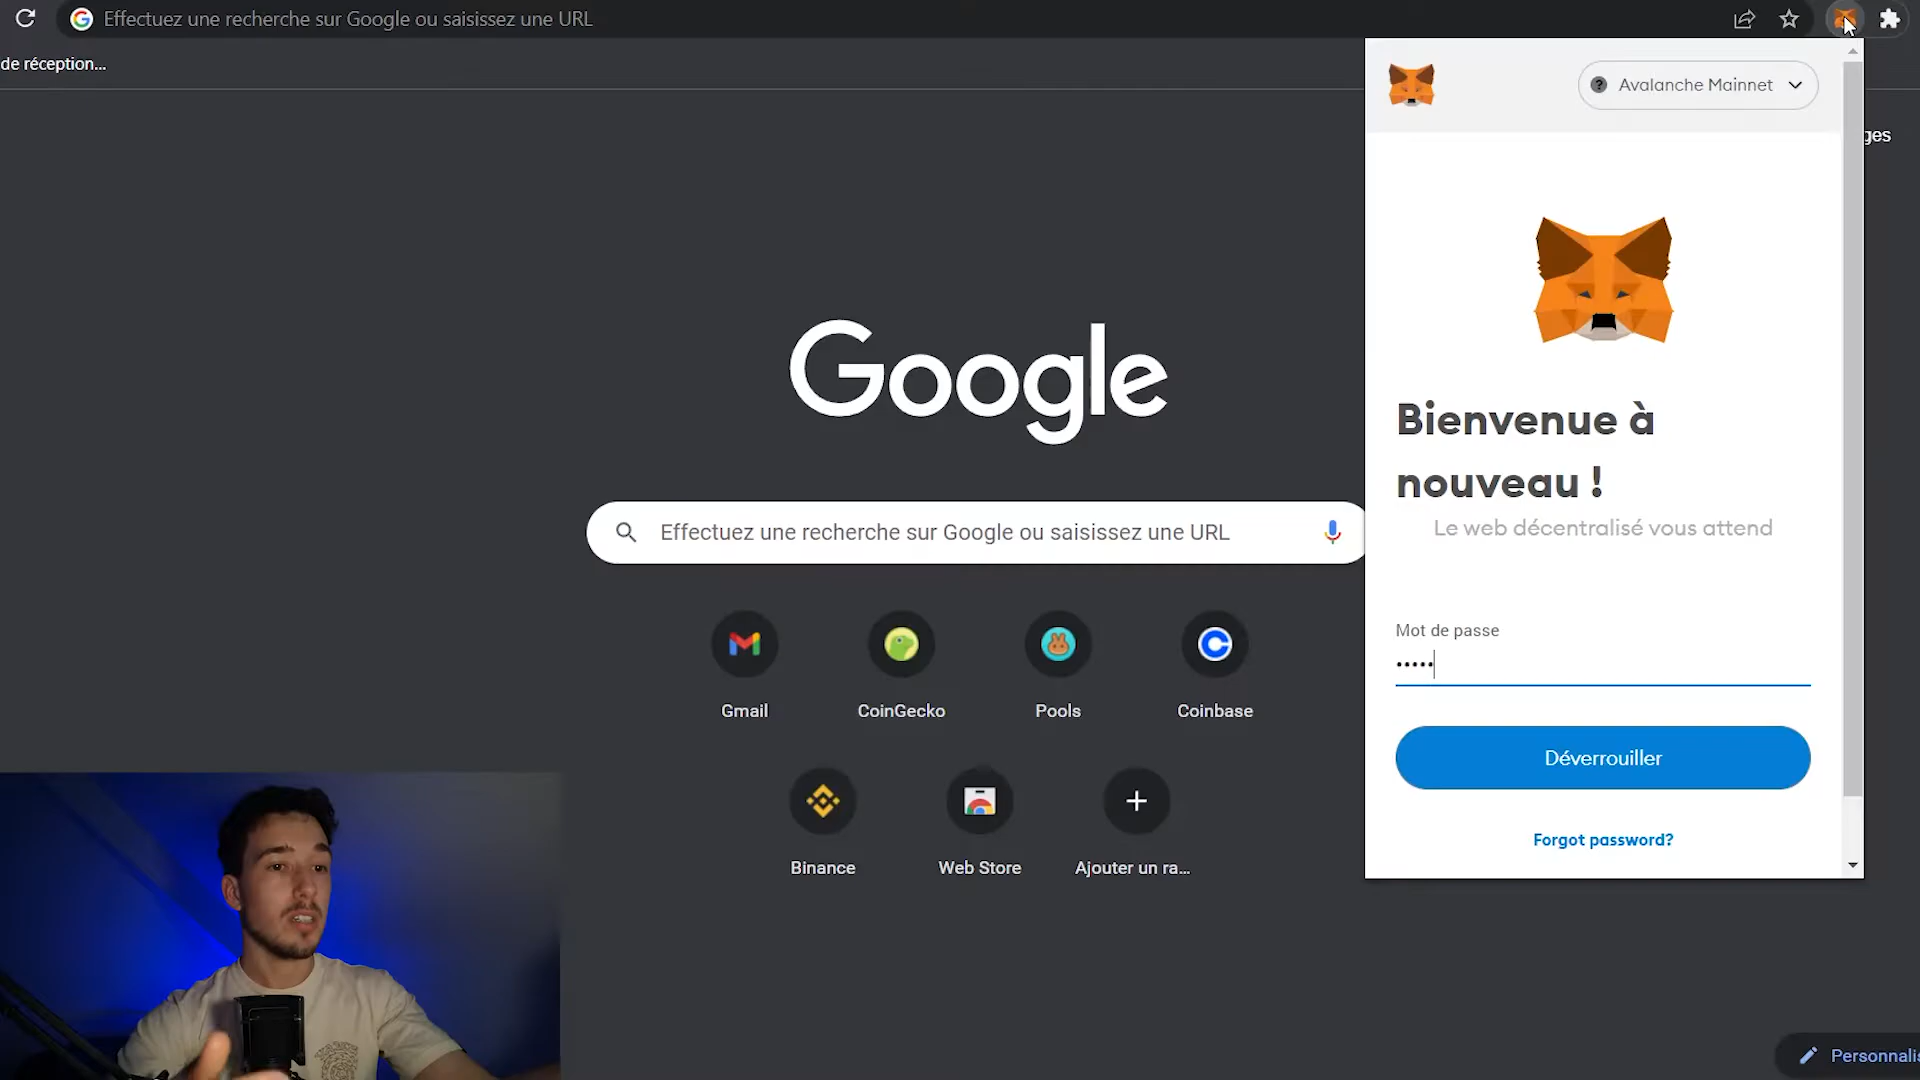 Effectuez une recherche sur Google ou saisissez une URL
de réception...
Avalanche Mainnet
ges
Google
Bienvenue à
nouveau !
Le web décentralisé vous attend
Effectuez une recherche sur Google ou saisissez une URL
Mot de passe
•••••
Gmail
CoinGecko
Pools
Coinbase
Déverrouiller
Forgot password?
Binance
Web Store
Ajouter un ra...
Personnalis